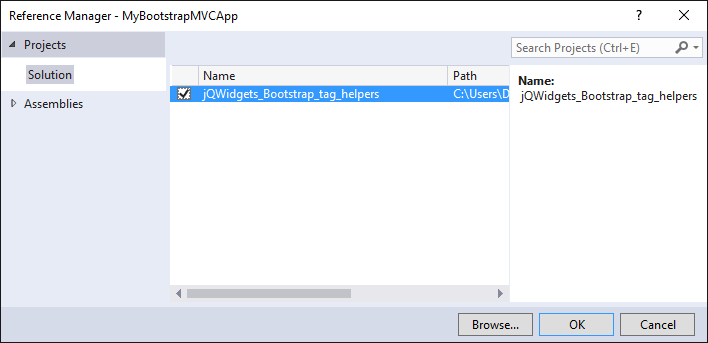 Reference Manager - MyBootstrapMVCApp
?
Projects
Search Projects (Ctrl+E)
Solution
Assemblies
Name
Path
jQWidgets_Bootstrap_tag_helpers
C:\Users\D
Name:
jQWidgets_Bootstrap_tag_helpers
Browse...
OK
Cancel